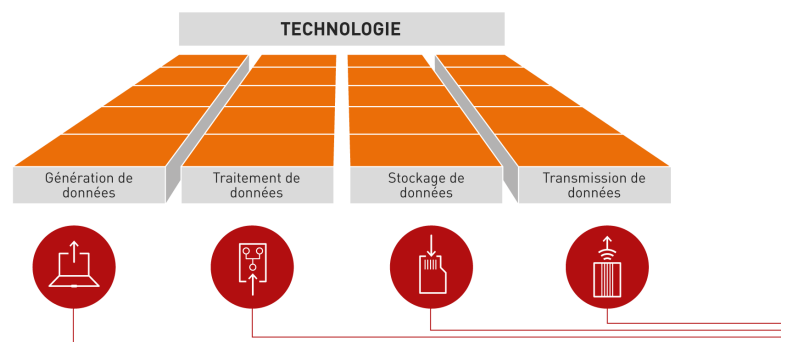 TECHNOLOGIE
Génération de
données
Traitement de
données
Stockage de
données
Transmission de
données